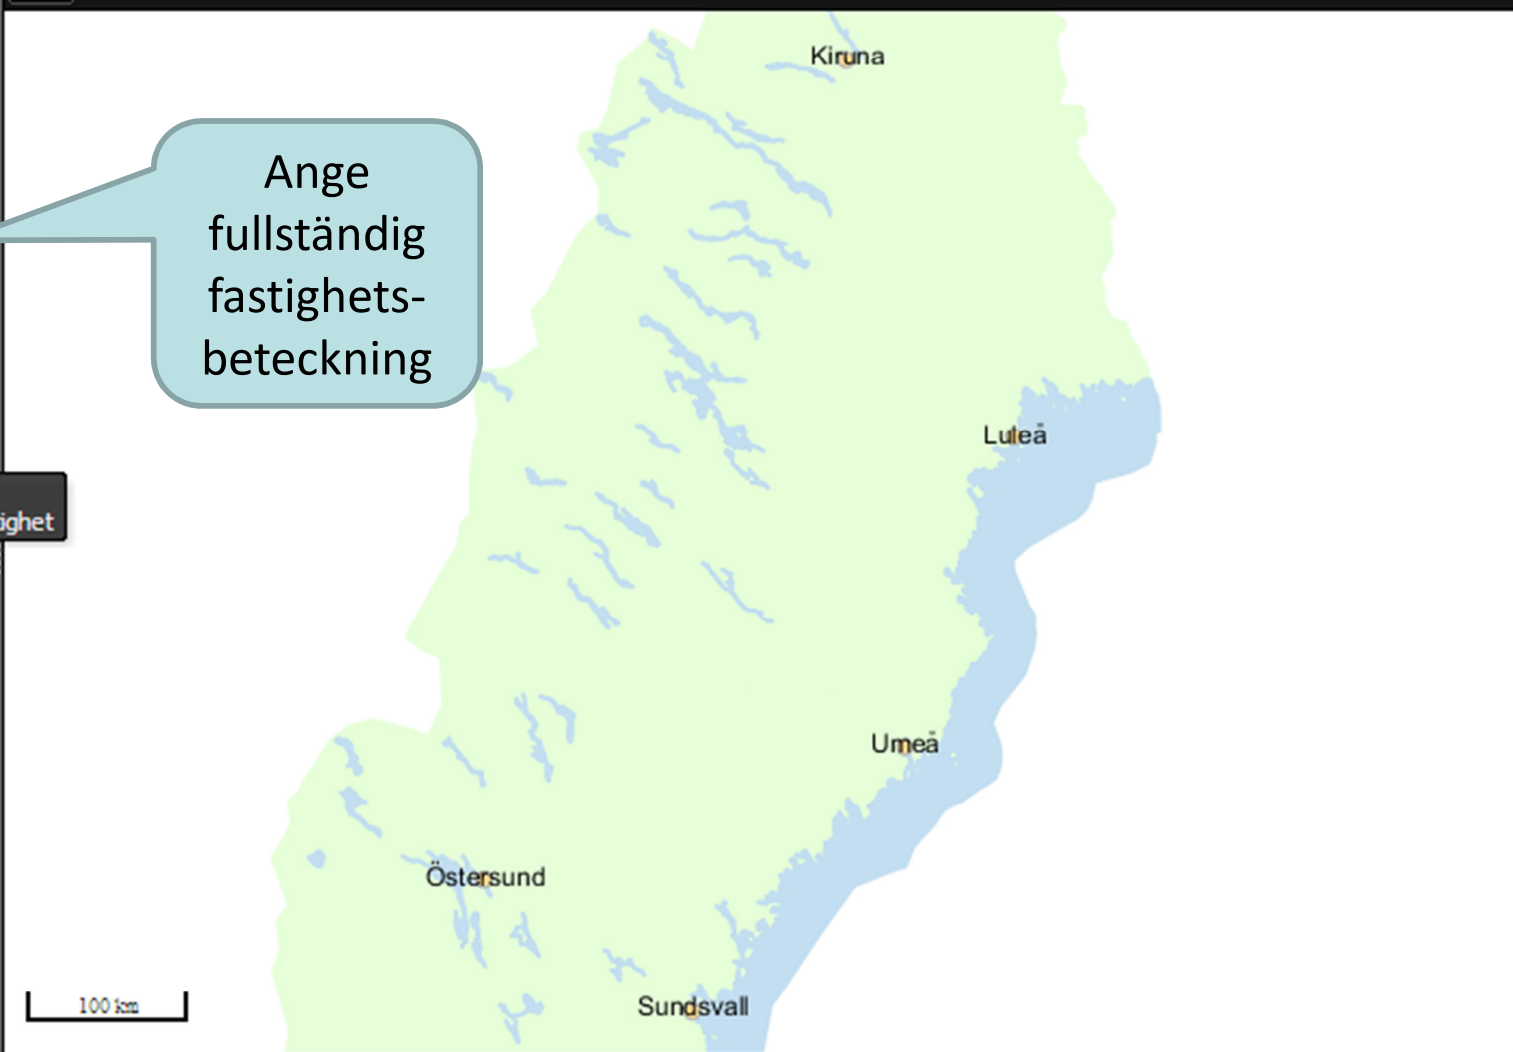 Kiruna
Ange
fullständig
fastighets-
beteckning
Luleå
ighet
Umeå
Östersund
100 km
Sundsvall